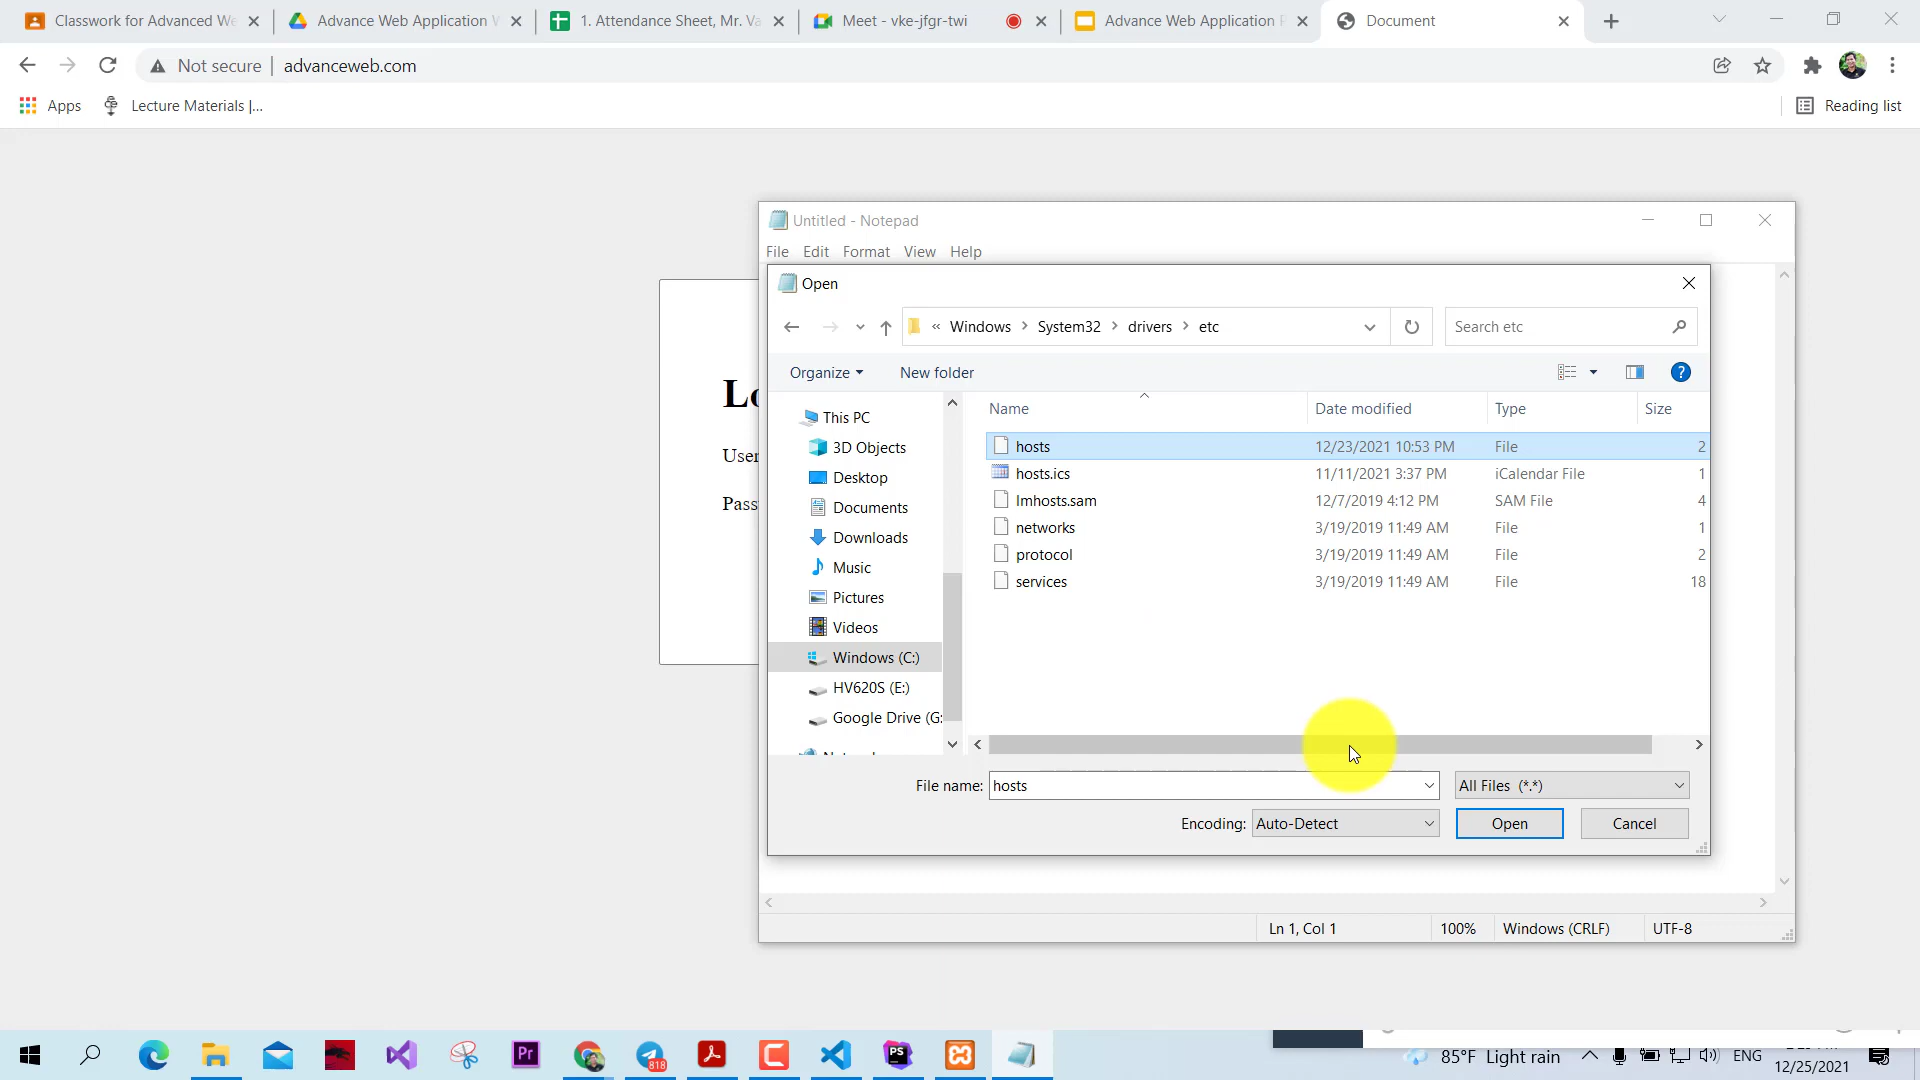 Classwork for Advanced We
Advance Web Application W
1. Attendance Sheet, Mr. Va
Meet - vke-jfgr-twi
Advance Web Application P
Document
Not secure
advanceweb.com
Apps
Lecture Materials |...
Reading list
Untitled - Notepad
File Edit Format View Help
Open
« Windows > System32 > drivers > etc
Search etc
Organize
New folder
?
Name Date modified Type Size
This PC
3D Objects
Desktop
Documents
Downloads
Music
Pictures
Videos
Windows (C:)
HV620S (E:)
Google Drive (G:
hosts 12/23/2021 10:53 PM File 2
hosts.ics 11/11/2021 3:37 PM iCalendar File 1
lmhosts.sam 12/7/2019 4:12 PM SAM File 4
networks 3/19/2019 11:49 AM File 1
protocol 3/19/2019 11:49 AM File 2
services 3/19/2019 11:49 AM File 18
File name: hosts
All Files (*.*)
Encoding: Auto-Detect
Open
Cancel
Lo
User
Pass
Ln 1, Col 1
100%
Windows (CRLF)
UTF-8
Pr
818
PS
85°F Light rain
ENG
12/25/2021